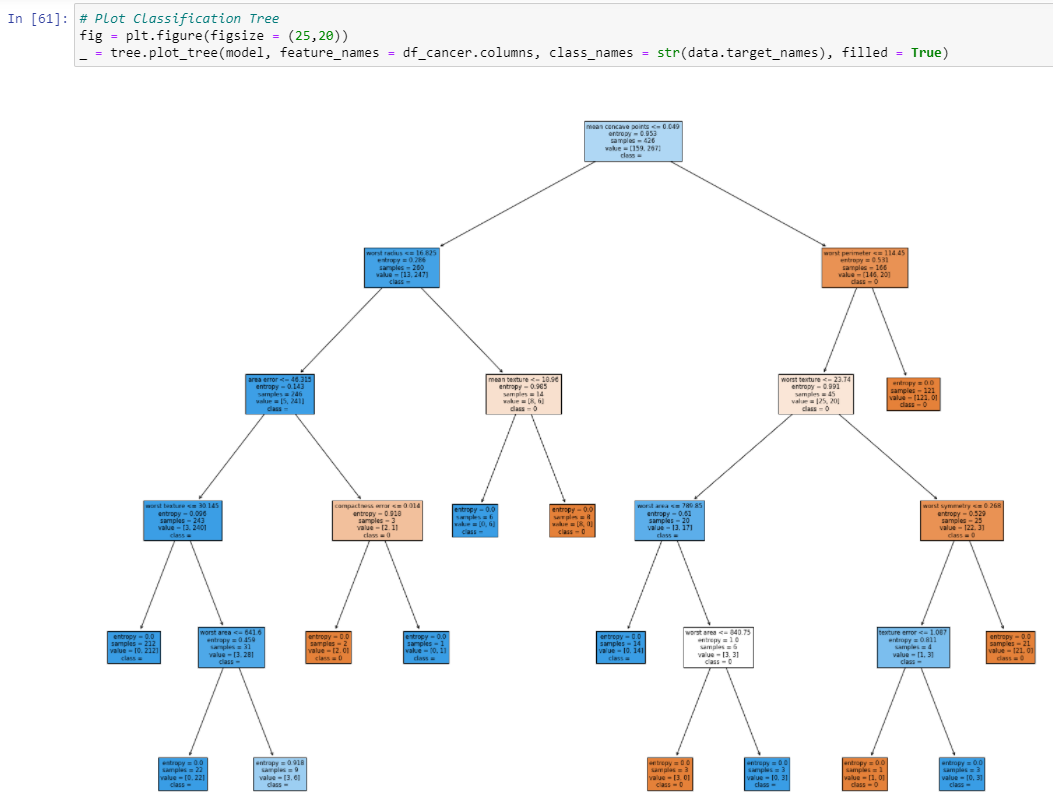 In [61]: # Plot Classification Tree
fig = plt.figure(figsize = (25,20))
_ = tree.plot_tree(model, feature_names = df_cancer.columns, class_names = str(data.target_names), filled = True)
mean concave points <= 0.049
entropy = 0.953
samples = 426
value = [159, 267]
class =
worst radius <= 16.825
entropy = 0.286
samples = 260
value = [13, 247]
class =
worst perimeter <= 114.45
entropy = 0.531
samples = 166
value = [146, 20]
class = 0
area error <= 46.315
entropy = 0.143
samples = 246
value = [5, 241]
class =
mean texture <= 18.96
entropy = 0.985
samples = 14
value = [8, 6]
class = 0
worst texture <= 23.74
entropy = 0.991
samples = 45
value = [25, 20]
class = 0
entropy = 0.0
samples = 121
value = [121, 0]
class = 0
worst texture <= 30.145
entropy = 0.096
samples = 243
value = [3, 240]
class =
compactness error <= 0.014
entropy = 0.918
samples = 3
value = [2, 1]
class = 0
entropy = 0.0
samples = 6
value = [0, 6]
class =
entropy = 0.0
samples = 8
value = [8, 0]
class = 0
worst area <= 789.85
entropy = 0.61
samples = 20
value = [3, 17]
class =
worst symmetry <= 0.268
entropy = 0.529
samples = 25
value = [22, 3]
class = 0
entropy = 0.0
samples = 212
value = [0, 212]
class =
worst area <= 641.6
entropy = 0.459
samples = 31
value = [3, 28]
class =
entropy = 0.0
samples = 2
value = [2, 0]
class = 0
entropy = 0.0
samples = 1
value = [0, 1]
class =
entropy = 0.0
samples = 14
value = [0, 14]
class =
worst area <= 840.75
entropy = 1.0
samples = 6
value = [3, 3]
class = 0
texture error <= 1.087
entropy = 0.811
samples = 4
value = [1, 3]
class =
entropy = 0.0
samples = 21
value = [21, 0]
class = 0
entropy = 0.0
samples = 22
value = [0, 22]
class =
entropy = 0.918
samples = 9
value = [3, 6]
class =
entropy = 0.0
samples = 3
value = [3, 0]
class = 0
entropy = 0.0
samples = 3
value = [0, 3]
class =
entropy = 0.0
samples = 1
value = [1, 0]
class = 0
entropy = 0.0
samples = 3
value = [0, 3]
class =